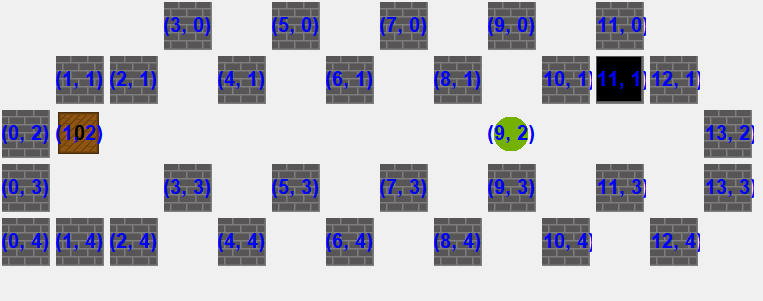 (3, 0) (5, 0) (7, 0) (9, 0) 11, 0)
(1, 1) (2, 1) (4, 1) (6, 1) (8, 1) 10, 1) 11, 1) 12, 1)
(0, 2) (1, 2) 0 (9, 2) 13, 2)
(0, 3) (3, 3) (5, 3) (7, 3) (9, 3) 11, 3) 13, 3)
(0, 4) (1, 4) (2, 4) (4, 4) (6, 4) (8, 4) 10, 4) 12, 4)